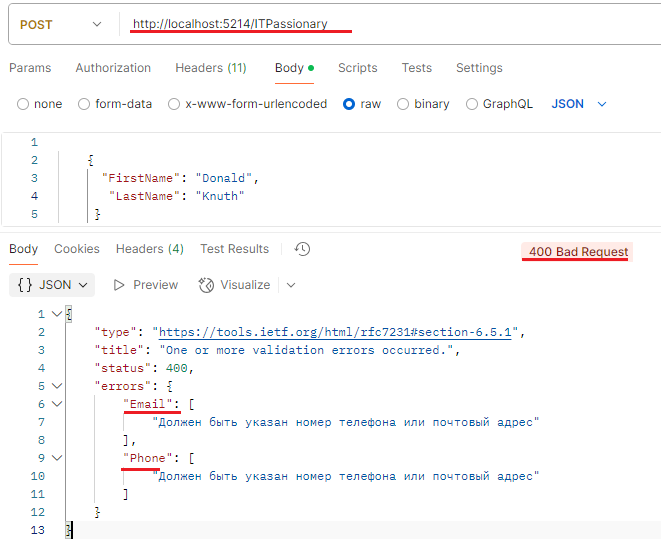 POST http://localhost:5214/ITPassionary
Params Authorization Headers (11) Body Scripts Tests Settings
none form-data x-www-form-urlencoded raw binary GraphQL JSON
1
2 {
3 "FirstName": "Donald",
4 "LastName": "Knuth"
5 }
Body Cookies Headers (4) Test Results 400 Bad Request
{} JSON Preview Visualize
1 {
2 "type": "https://tools.ietf.org/html/rfc7231#section-6.5.1",
3 "title": "One or more validation errors occurred.",
4 "status": 400,
5 "errors": {
6 "Email": [
7 "Должен быть указан номер телефона или почтовый адрес"
8 ],
9 "Phone": [
10 "Должен быть указан номер телефона или почтовый адрес"
11 ]
12 }
13 }